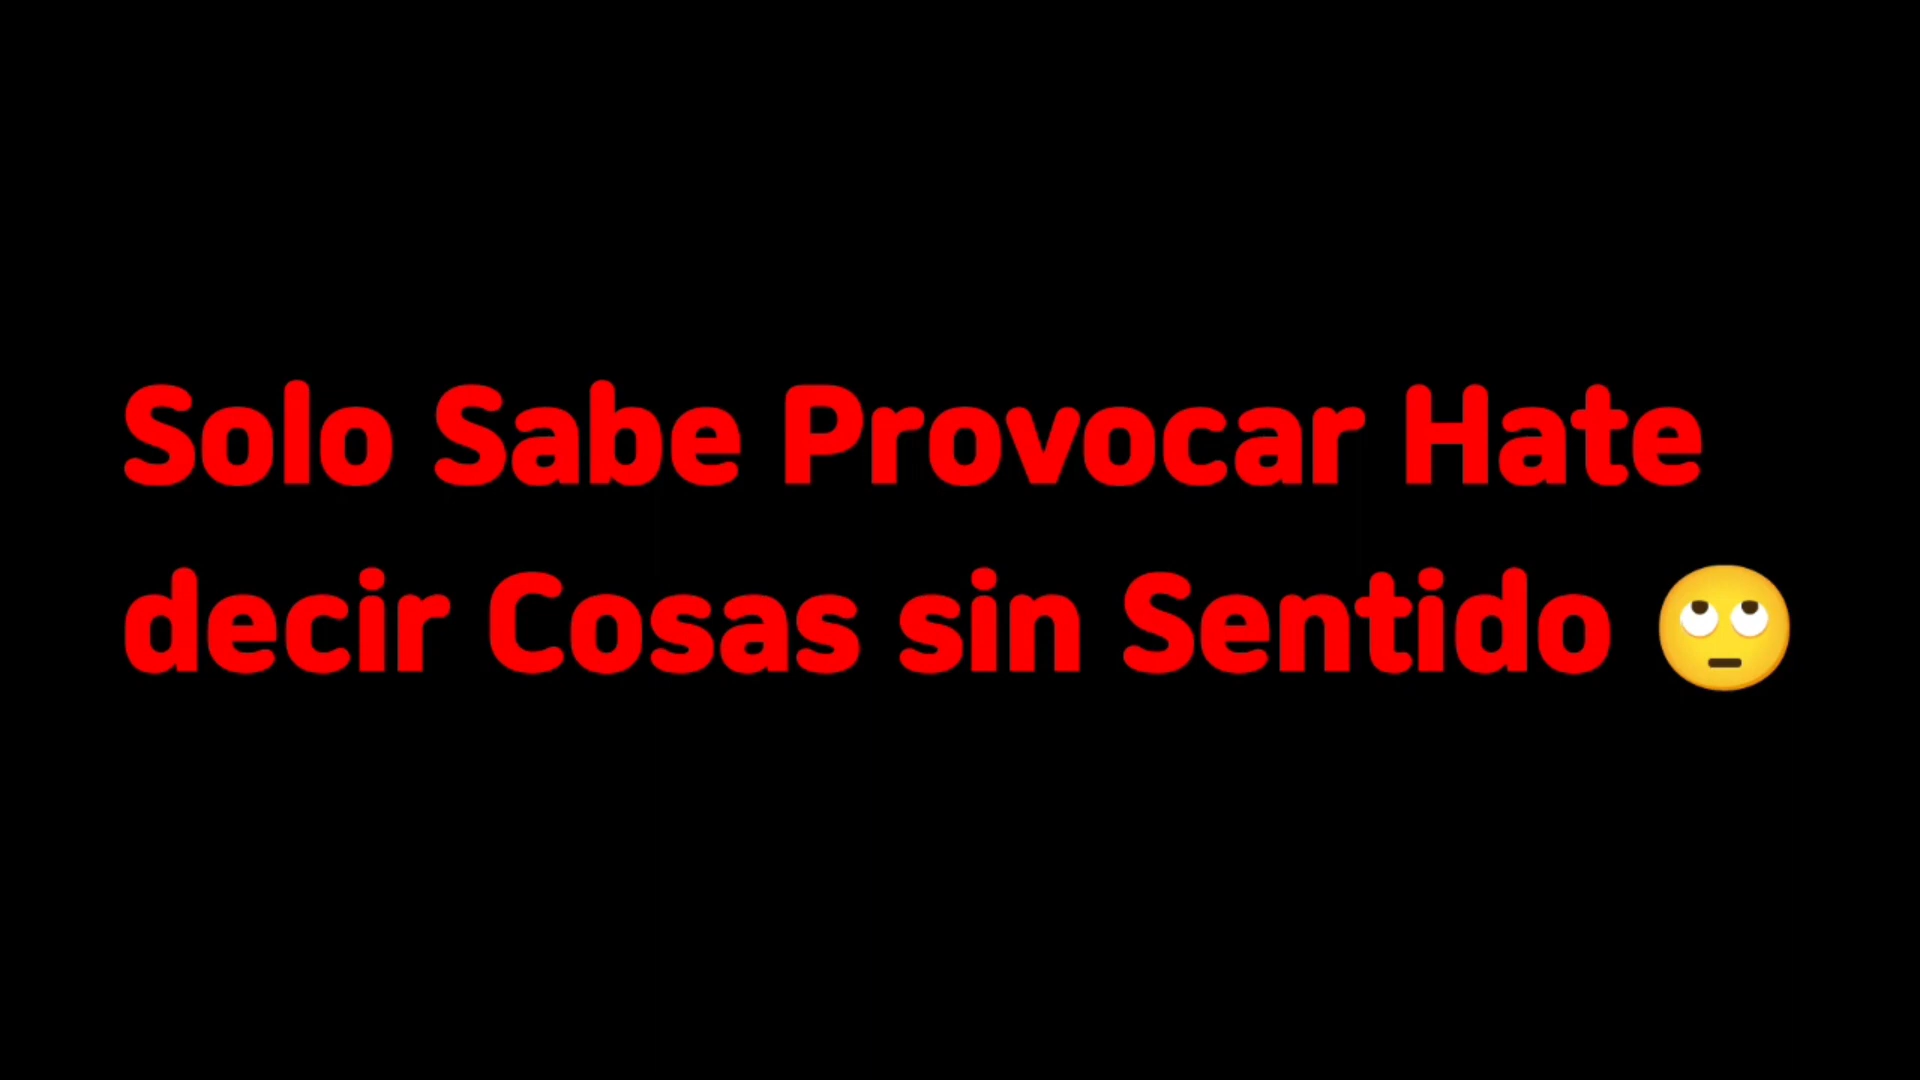 Solo Sabe Provocar Hate
decir Cosas sin Sentido 🙄